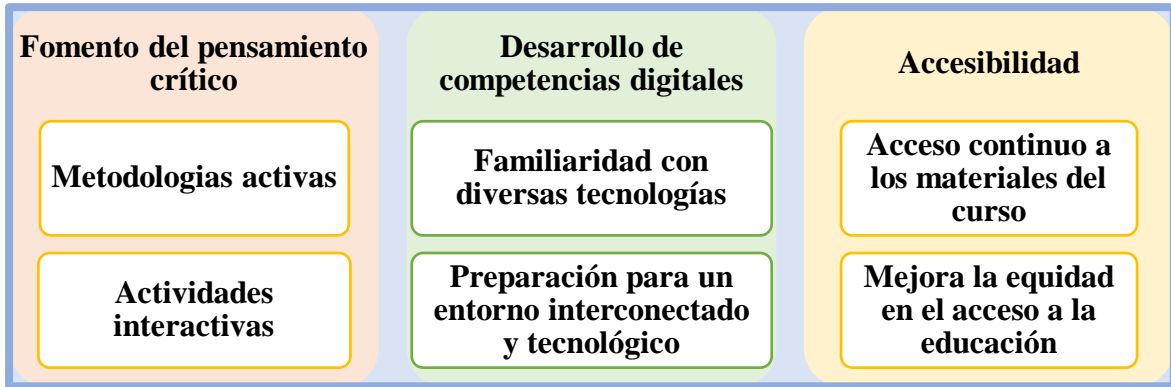 Fomento del pensamiento
crítico
Metodologias activas
Actividades
interactivas
Desarrollo de
competencias digitales
Familiaridad con
diversas tecnologías
Preparación para un
entorno interconectado
y tecnológico
Accesibilidad
Acceso continuo a
los materiales del
curso
Mejora la equidad
en el acceso a la
educación